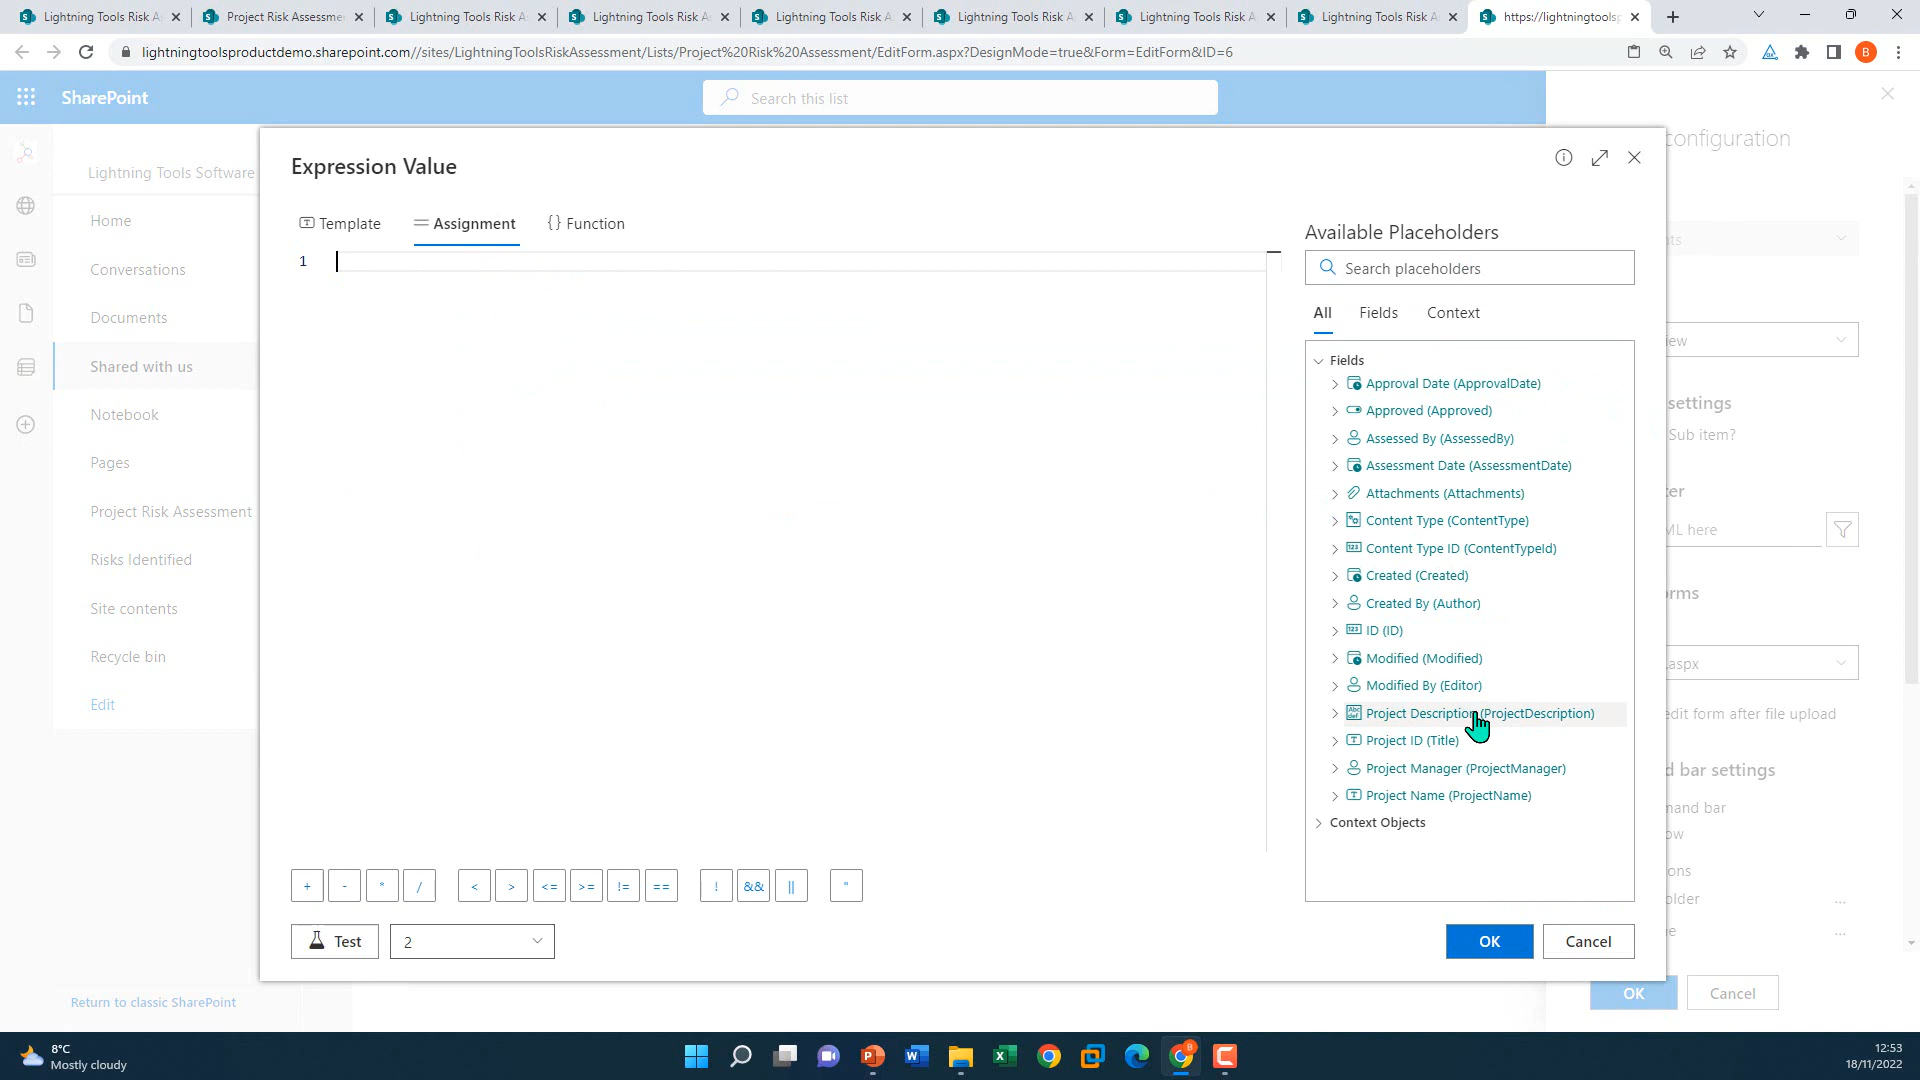 Lightning Tools Risk A
Project Risk Assessme
Lightning Tools Risk A
Lightning Tools Risk A
Lightning Tools Risk A
Lightning Tools Risk A
Lightning Tools Risk A
Lightning Tools Risk A
https://lightningtoolsp
lightningtoolsproductdemo.sharepoint.com//sites/LightningToolsRiskAssessment/Lists/Project%20Risk%20Assessment/EditForm.aspx?DesignMode=true&Form=EditForm&ID=6
B
SharePoint
Search this list
Lightning Tools Software
Home
Conversations
Documents
Shared with us
Notebook
Pages
Project Risk Assessment
Risks Identified
Site contents
Recycle bin
Edit
Return to classic SharePoint
Expression Value
Template
Assignment
{} Function
1
+
-
*
/
<
>
<=
>=
!=
==
!
&&
||
"
Test
2
Available Placeholders
Search placeholders
All
Fields
Context
Fields
Approval Date (ApprovalDate)
Approved (Approved)
Assessed By (AssessedBy)
Assessment Date (AssessmentDate)
Attachments (Attachments)
Content Type (ContentType)
Content Type ID (ContentTypeId)
Created (Created)
Created By (Author)
ID (ID)
Modified (Modified)
Modified By (Editor)
Project Description (ProjectDescription)
Project ID (Title)
Project Manager (ProjectManager)
Project Name (ProjectName)
Context Objects
OK
Cancel
configuration
ts
ew
settings
Sub item?
ter
ML here
rms
.aspx
edit form after file upload
d bar settings
mand bar
ow
ons
older
...
e
...
OK
Cancel
8°C
Mostly cloudy
12:53
18/11/2022